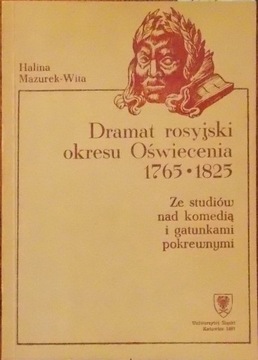 Halina
Mazurek-Wita
Dramat rosyjski
okresu Oświecenia
1765•1825
Ze studiów
nad komedią
i gatunkami
pokrewnymi
Uniwersytet Śląski
Katowice